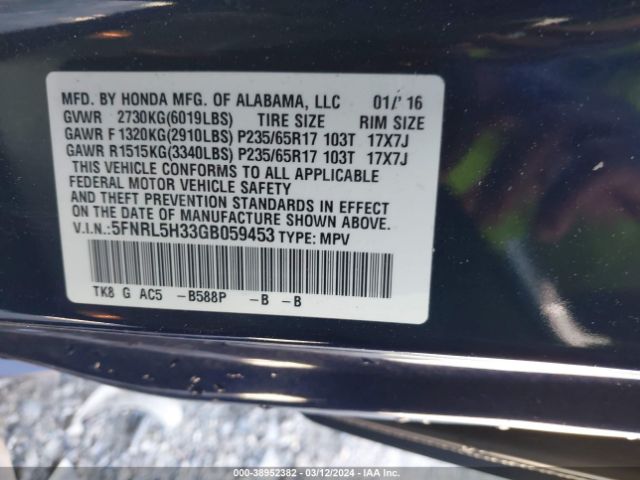 MFD. BY HONDA MFG. OF ALABAMA, LLC 01/' 16
GVWR 2730KG(6019LBS) TIRE SIZE RIM SIZE
GAWR F 1320KG(2910LBS) P235/65R17 103T 17X7J
GAWR R1515KG(3340LBS) P235/65R17 103T 17X7J
THIS VEHICLE CONFORMS TO ALL APPLICABLE
FEDERAL MOTOR VEHICLE SAFETY
AND THEFT PREVENTION STANDARDS IN EFFECT
ON THE DATE OF MANUFACTURE SHOWN ABOVE.
V.I.N.:5FNRL5H33GB059453 TYPE: MPV
TK8 G AC5 –B588P –B –B
000-38952382 - 03/12/2024 - IAA Inc.